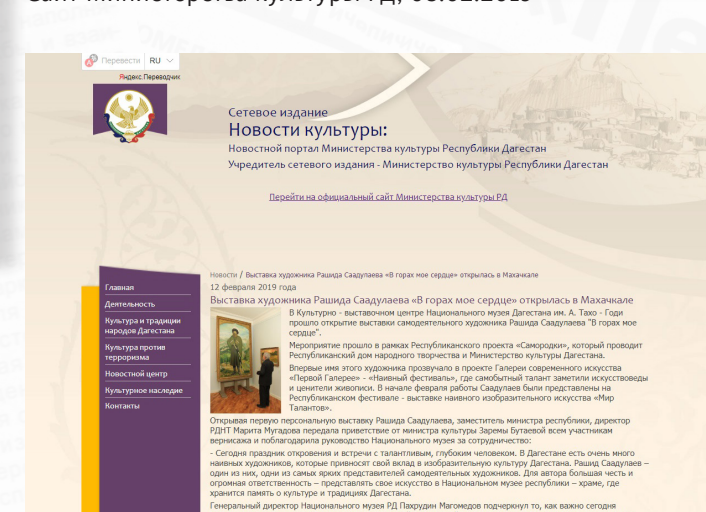 Сайт Министерства культуры РД, 
Перевести RU
Яндекс.Переводчик
Сетевое издание
Новости культуры:
Новостной портал Министерства культуры Республики Дагестан
Учредитель сетевого издания - Министерство культуры Республики Дагестан
Перейти на официальный сайт Министерства культуры РД
Новости / Выставка художника Рашида Саадулаева «В горах мое сердце» открылась в Махачкале
12 февраля 2019 года
Выставка художника Рашида Саадулаева «В горах мое сердце» открылась в Махачкале
Главная
Деятельность
Культура и традиции
народов Дагестана
Культура против
терроризма
Новостной центр
Культурное наследие
Контакты
В Культурно - выставочном центре Национального музея Дагестана им. А. Тахо - Годи
прошло открытие выставки самодеятельного художника Рашида Саадулаева "В горах мое
сердце".
Мероприятие прошло в рамках Республиканского проекта «Самородки», который проводит
Республиканский дом народного творчества и Министерство культуры Дагестана.
Впервые имя этого художника прозвучало в проекте Галереи современного искусства
«Первой Галерее» - «Наивный фестиваль», где самобытный талант заметили искусствоведы
и ценители живописи. В начале февраля работы Саадулаев были представлены на
Республиканском фестивале - выставке наивного изобразительного искусства «Мир
Талантов».
Открывая первую персональную выставку Рашида Саадулаева, заместитель министра республики, директор
РДНТ Марита Мугадова передала приветствие от министра культуры Заремы Бутаевой всем участникам
вернисажа и поблагодарила руководство Национального музея за сотрудничество:
- Сегодня праздник откровения и встречи с талантливым, глубоким человеком. В Дагестане есть очень много
наивных художников, которые привносят свой вклад в изобразительную культуру Дагестана. Рашид Саадулаев –
один из них, одни из самых ярких представителей самодеятельных художников. Для автора большая честь и
огромная ответственность – представлять свое искусство в Национальном музее республики – храме, где
хранится память о культуре и традициях Дагестана.
Генеральный директор Национального музея РД Пахрудин Магомедов подчеркнул то, как важно сегодня